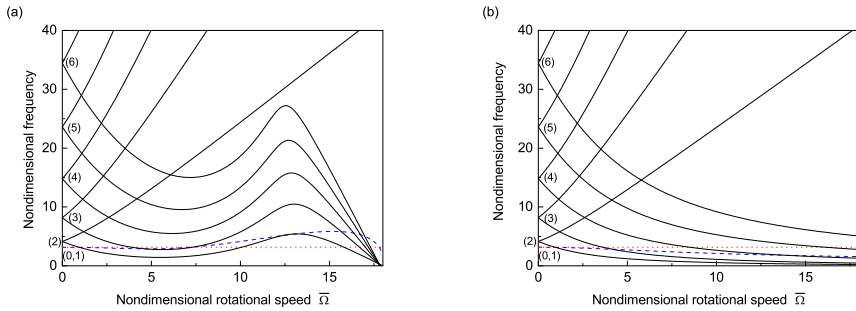 (a)
40
30
20
10
0
Nondimensional frequency
(6)
(5)
(4)
(3)
(2)
(0,1)
0 5 10 15
Nondimensional rotational speed Ω̅
(b)
40
30
20
10
0
Nondimensional frequency
(6)
(5)
(4)
(3)
(2)
(0,1)
0 5 10 15
Nondimensional rotational speed Ω̅